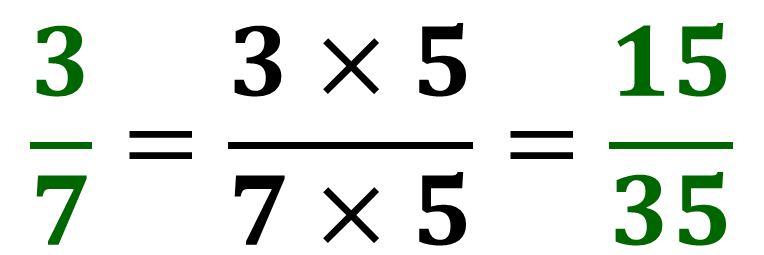 3/7 = (3 × 5)/(7 × 5) = 15/35